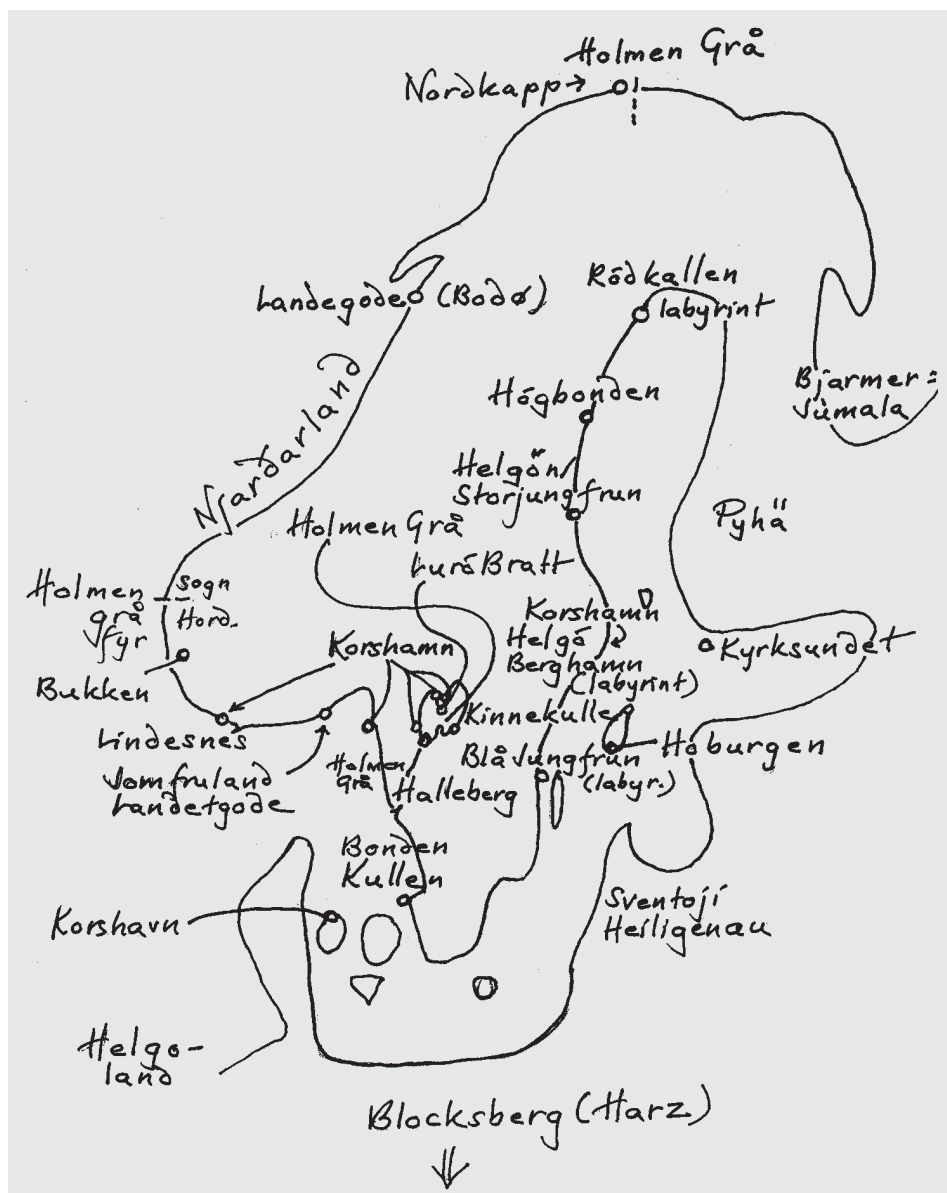 Holmen Grå
Nordkapp→
Rödkallen
Landegode (Bodø)
labyrint
Bjarmer=
Jumala
Högbonden
Njarðarland
Helgön
Storjungfrun
Holmen Grå
Pyhä
Lurö Bratt
Holmen
grå
fyr
Sogn
Hord.
Korshamn
Helgö
Berghamn
(labyrint)
Korshamn
Kyrksundet
Bukken
Kinnekulle
Lindesnes
Hoburgen
Blå Jungfrun
(labyr.)
Jomfruland
Landetgode
Holmen
Grå
Halleberg
Bonden
Kullen
Korshavn
Sventoji
Heiligenau
Helgo-
land
Blocksberg (Harz)